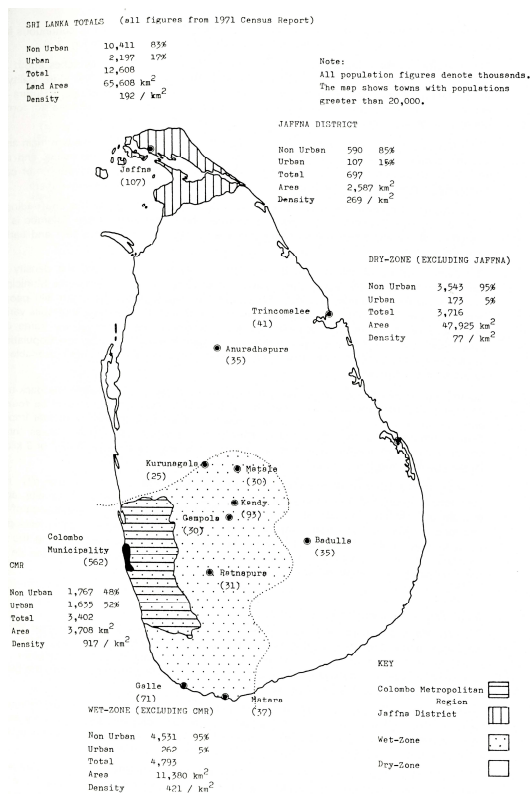 SRI LANKA TOTALS (all figures from 1971 Census Report)
Non Urban 10,411 83%
Urban 2,197 17%
Total 12,608
Land Area 65,608 km2
Density 192 / km2
Note:
All population figures denote thousands.
The map shows towns with populations
greater than 20,000.
JAFFNA DISTRICT
Non Urban 590 85%
Urban 107 15%
Total 697
Area 2,587 km2
Density 269 / km2
Jaffna
(107)
DRY-ZONE (EXCLUDING JAFFNA)
Non Urban 3,543 95%
Urban 173 5%
Total 3,716
Area 47,925 km2
Density 77 / km2
Trincomalee
(41)
Anuradhapura
(35)
Kurunagala
(25)
Matale
(30)
Kandy
(93)
Gampola
(30)
Badulla
(35)
Colombo
Municipality
(562)
Ratnapura
(31)
CMR
Non Urban 1,767 48%
Urban 1,635 52%
Total 3,402
Area 3,708 km2
Density 917 / km2
Galle
(71)
Matara
(37)
WET-ZONE (EXCLUDING CMR)
Non Urban 4,531 95%
Urban 262 5%
Total 4,793
Area 11,380 km2
Density 421 / km2
KEY
Colombo Metropolitan
Region
Jaffna District
Wet-Zone
Dry-Zone